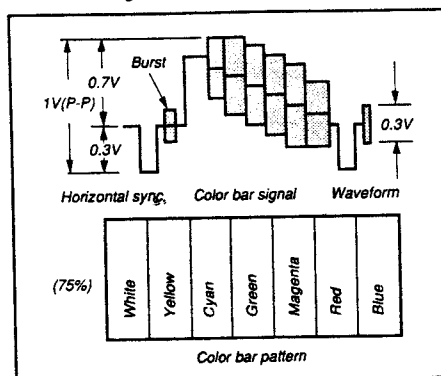 Burst
0.7V
1V(P-P)
0.3V
0.3V
Horizontal sync.
Color bar signal
Waveform
(75%)
White
Yellow
Cyan
Green
Magenta
Red
Blue
Color bar pattern